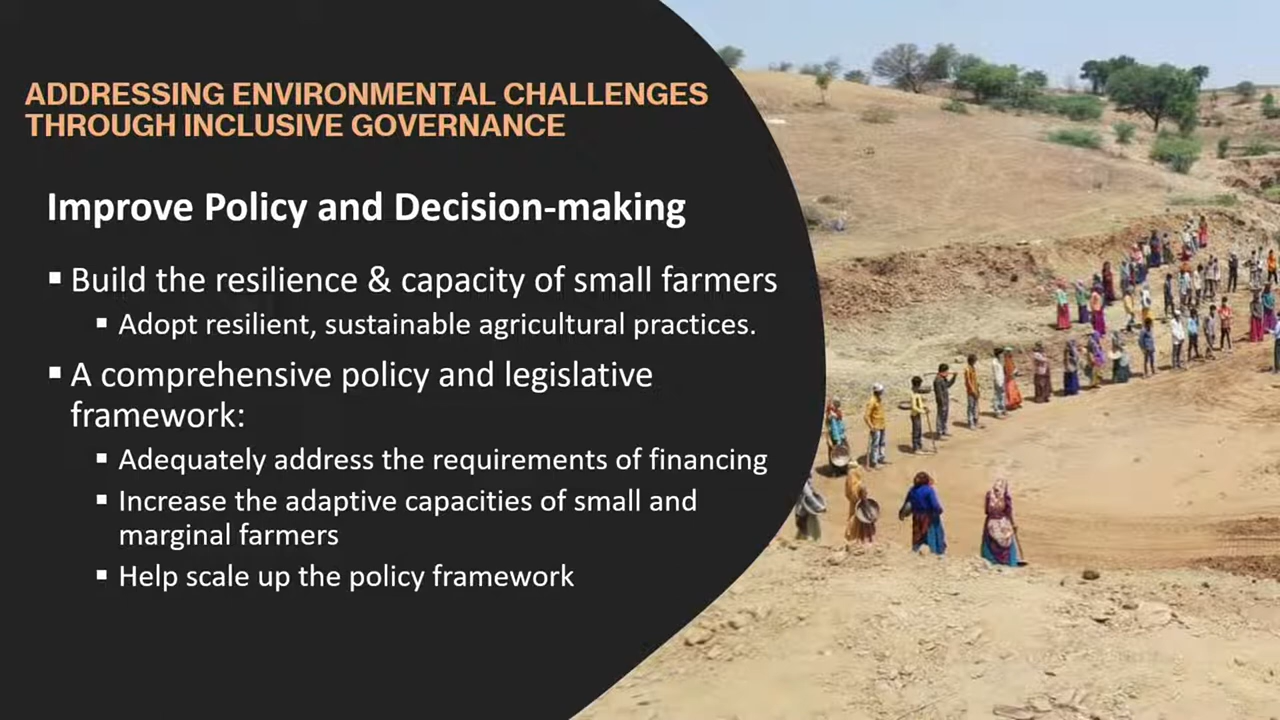 ADDRESSING ENVIRONMENTAL CHALLENGES
THROUGH INCLUSIVE GOVERNANCE
Improve Policy and Decision-making
▪ Build the resilience & capacity of small farmers
▪ Adopt resilient, sustainable agricultural practices.
▪ A comprehensive policy and legislative
framework:
▪ Adequately address the requirements of financing
▪ Increase the adaptive capacities of small and
marginal farmers
▪ Help scale up the policy framework